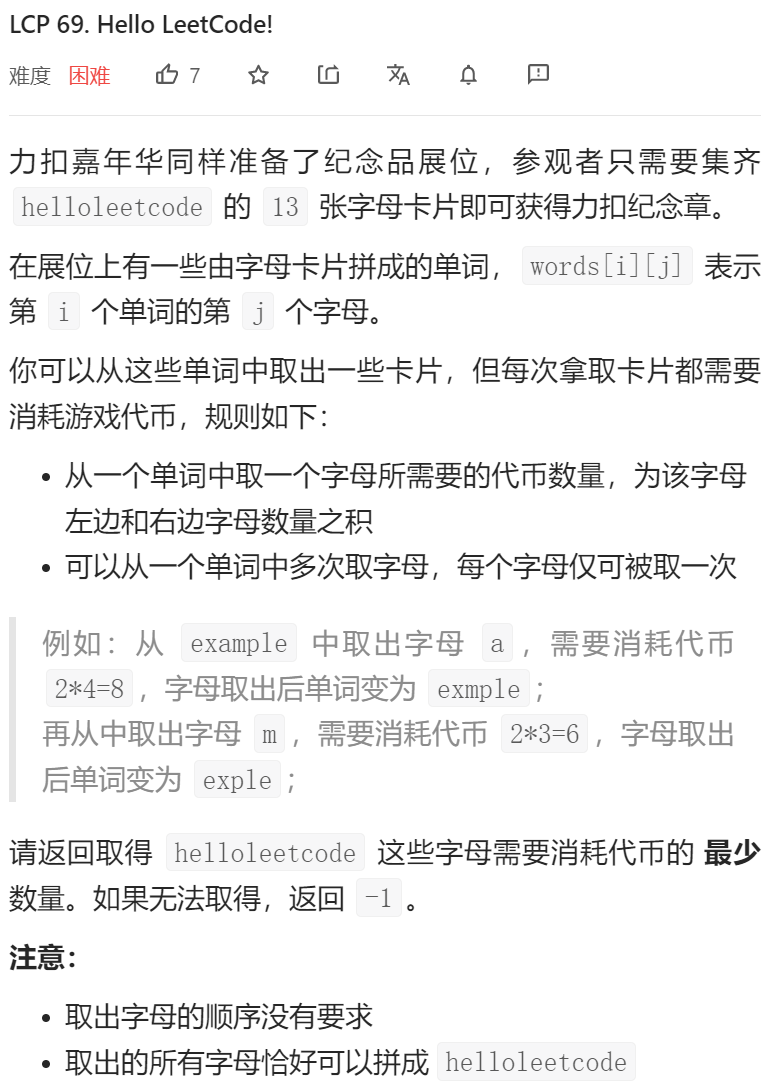 LCP 69. Hello LeetCode!
难度 困难 7
力扣嘉年华同样准备了纪念品展位，参观者只需要集齐
helloleetcode 的 13 张字母卡片即可获得力扣纪念章。
在展位上有一些由字母卡片拼成的单词，words[i][j] 表示
第 i 个单词的第 j 个字母。
你可以从这些单词中取出一些卡片，但每次拿取卡片都需要
消耗游戏代币，规则如下：
• 从一个单词中取一个字母所需要的代币数量，为该字母
左边和右边字母数量之积
• 可以从一个单词中多次取字母，每个字母仅可被取一次
例如：从 example 中取出字母 a，需要消耗代币
2*4=8，字母取出后单词变为 exmple；
再从中取出字母 m，需要消耗代币 2*3=6，字母取出
后单词变为 exple；
请返回取得 helloleetcode 这些字母需要消耗代币的 最少
数量。如果无法取得，返回 -1。
注意：
• 取出字母的顺序没有要求
• 取出的所有字母恰好可以拼成 helloleetcode